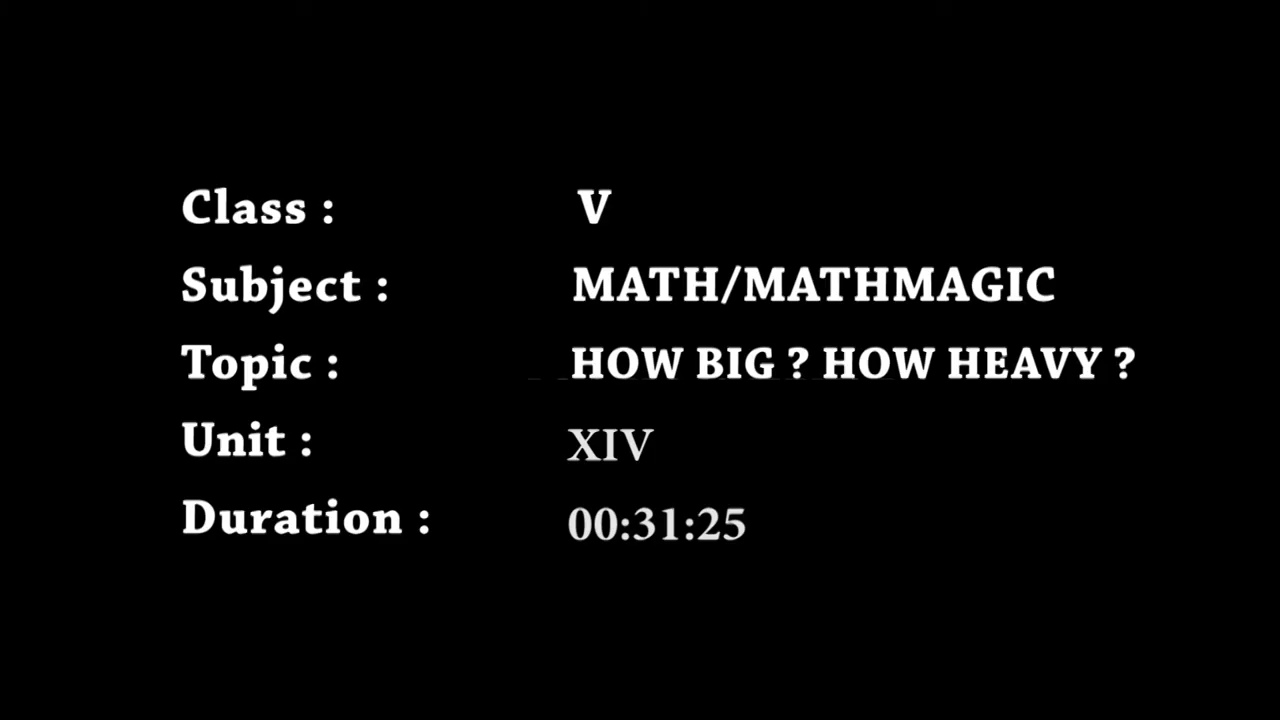 Class : V
Subject : MATH/MATHMAGIC
Topic : HOW BIG ? HOW HEAVY ?
Unit : XIV
Duration : 00:31:25